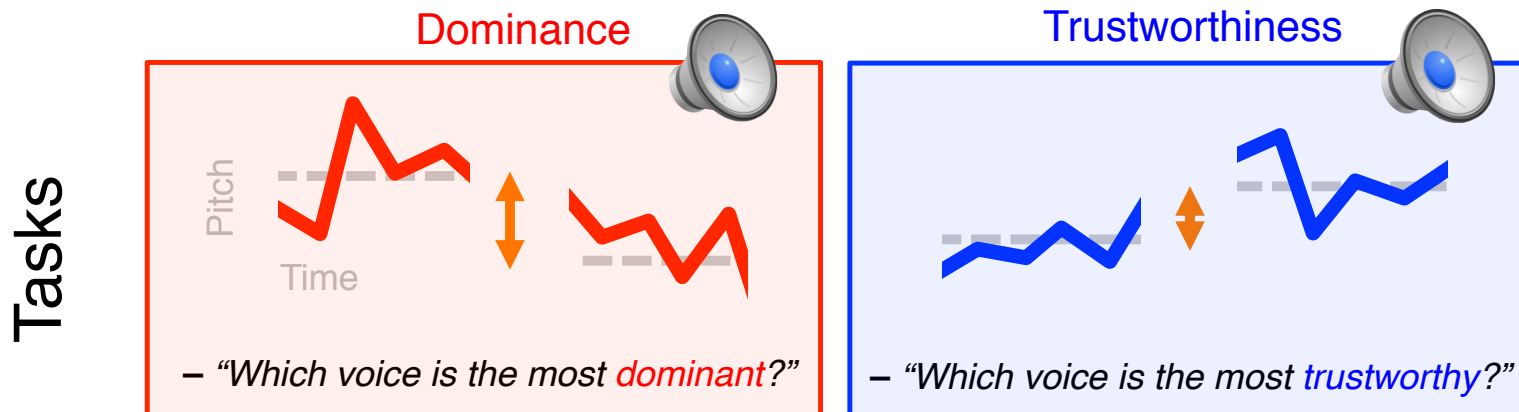 Tasks
Dominance
Pitch
Time
– “Which voice is the most dominant?”
Trustworthiness
– “Which voice is the most trustworthy?”